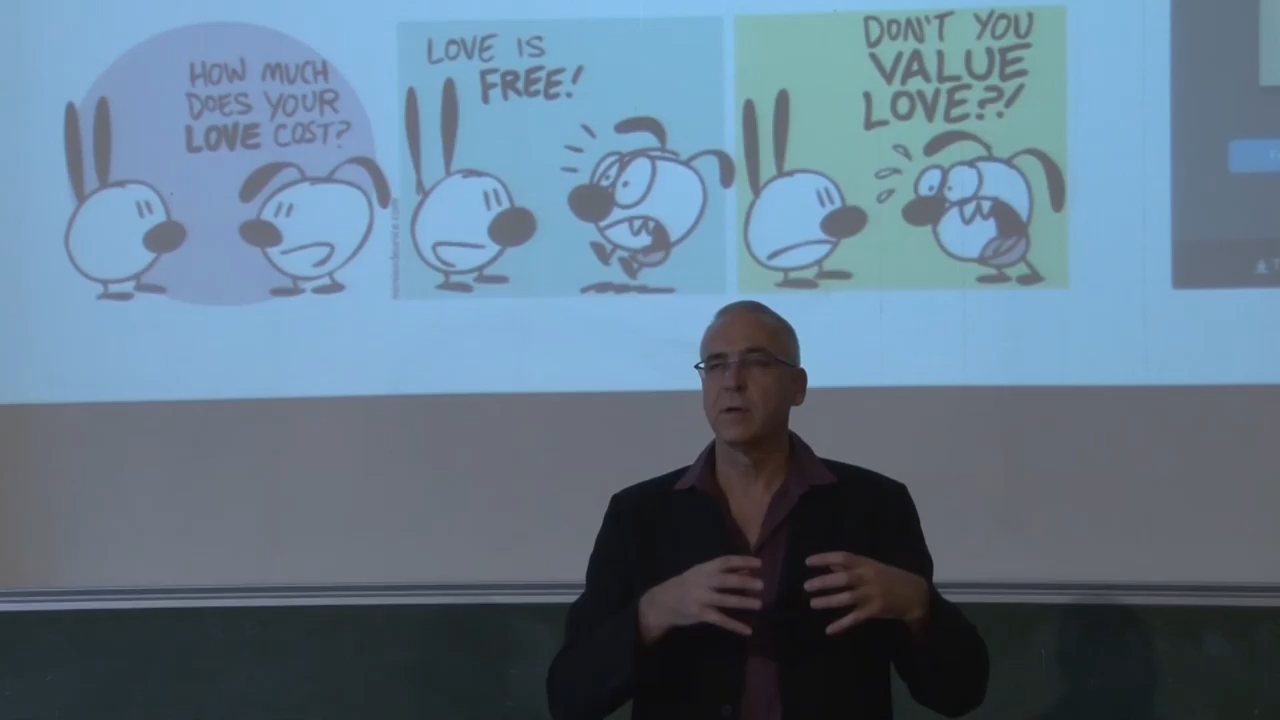 HOW MUCH
DOES YOUR
LOVE COST?
LOVE IS
FREE!
DON'T YOU
VALUE
LOVE?!